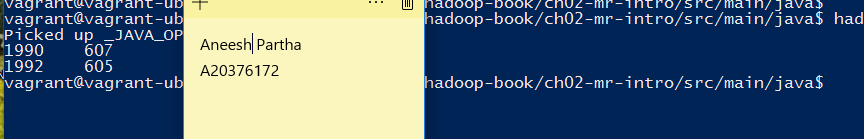 vagrant@vagrant-ub hadoop-book/ch02-mr-intro/src/main/java$
vagrant@vagrant-ub hadoop-book/ch02-mr-intro/src/main/java$ had
Picked up _JAVA_OP
1990 607
1992 605
vagrant@vagrant-ub hadoop-book/ch02-mr-intro/src/main/java$
Aneesh Partha
A20376172